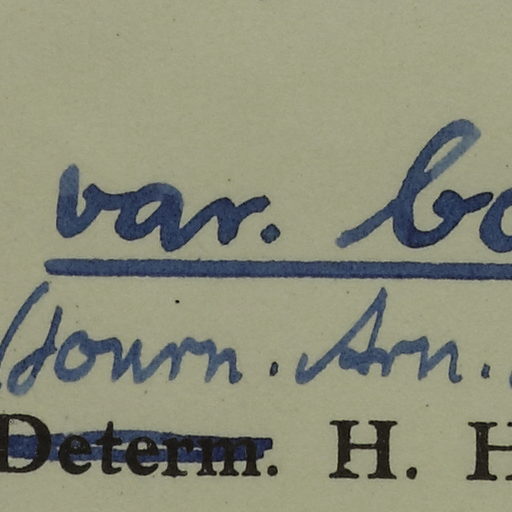 var. bo
(Journ. Arn.
Determ. H. H